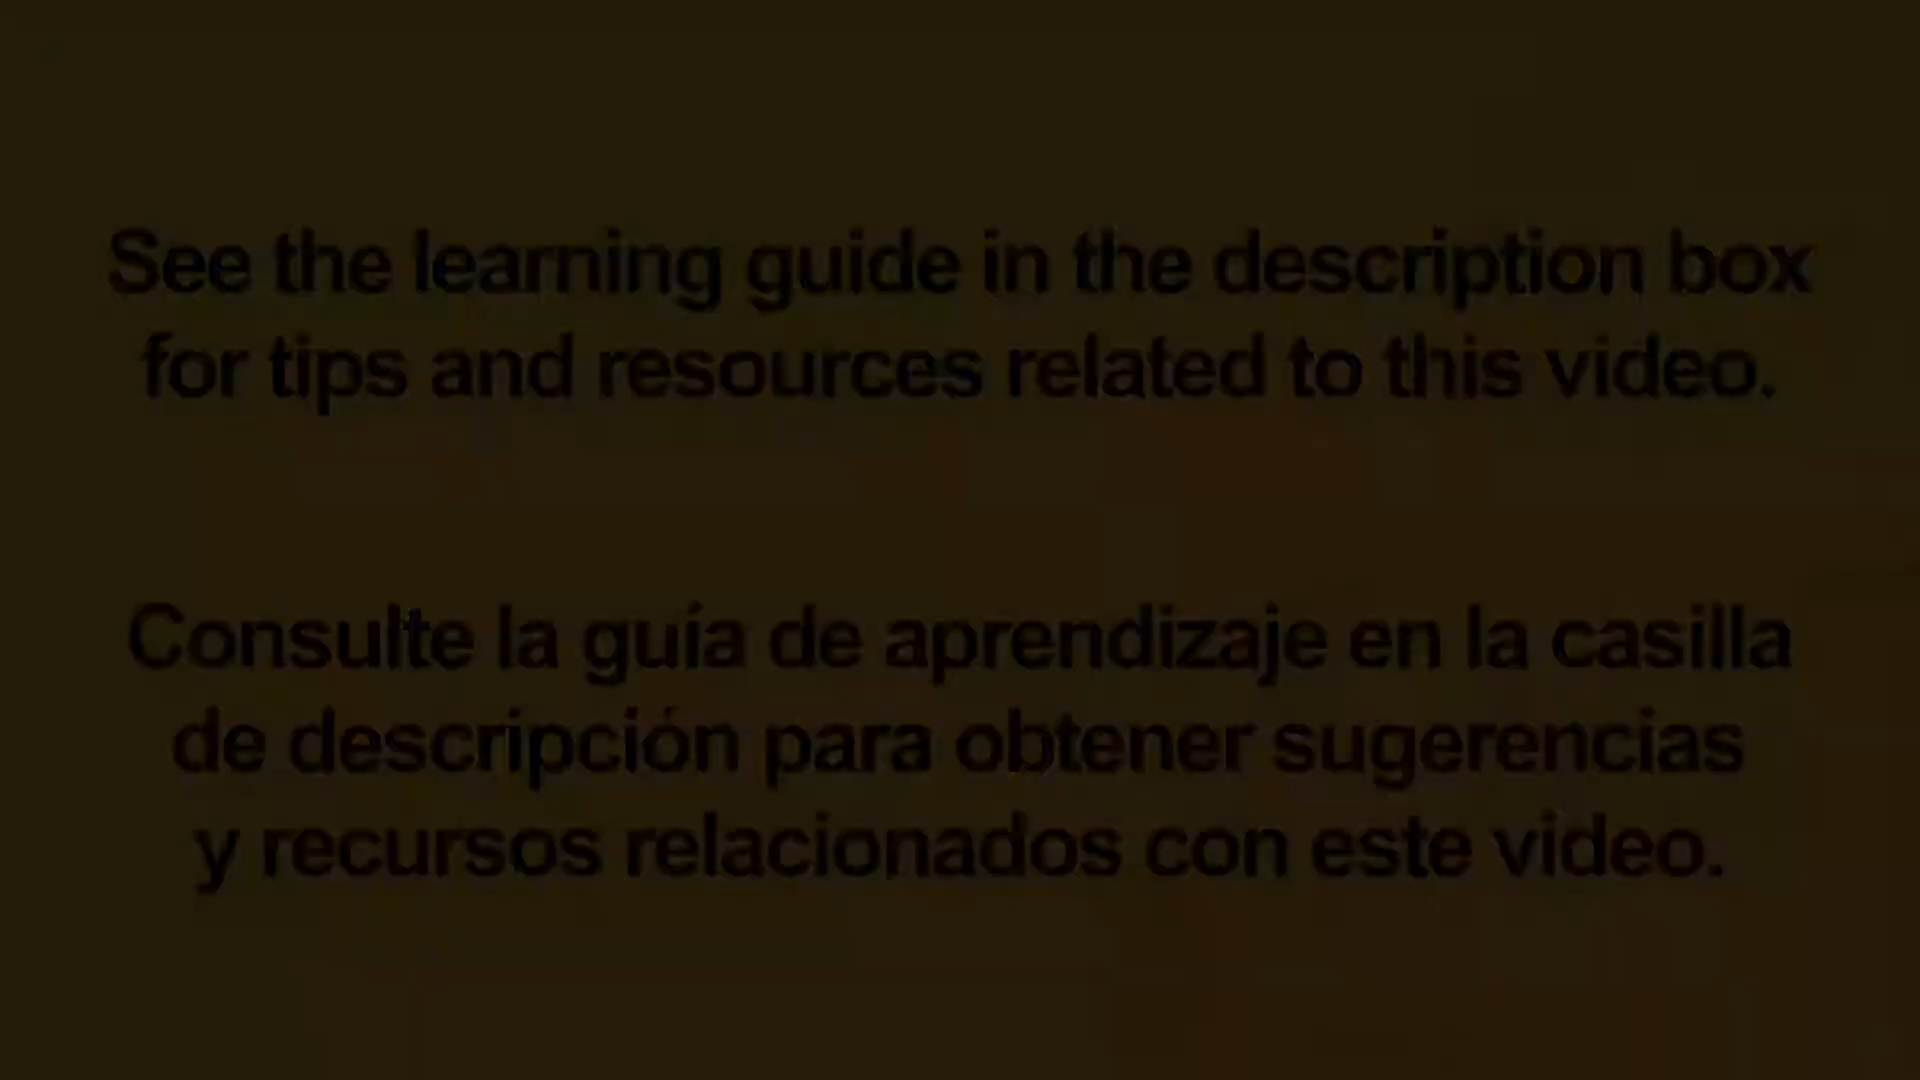 See the learning guide in the description box
for tips and resources related to this video.
Consulte la guía de aprendizaje en la casilla
de descripción para obtener sugerencias
y recursos relacionados con este video.